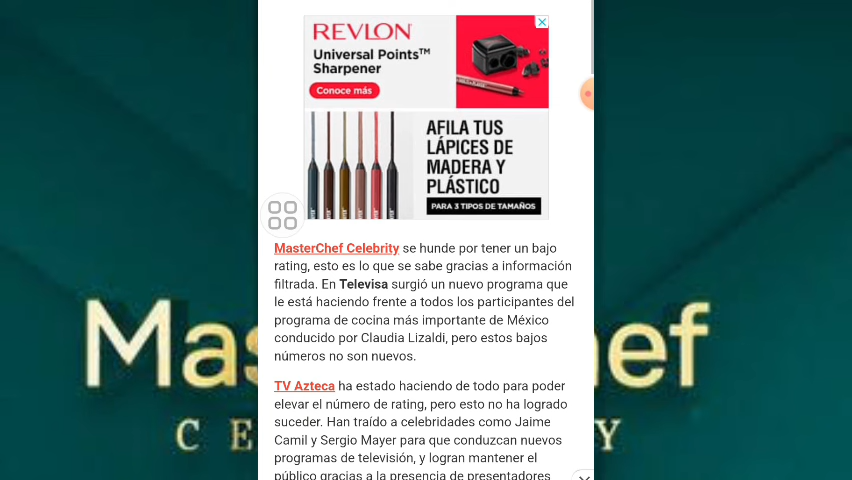 REVLON
Universal Points™
Sharpener
Conoce más
AFILA TUS
LÁPICES DE
MADERA Y
PLÁSTICO
PARA 3 TIPOS DE TAMAÑOS
MasterChef Celebrity se hunde por tener un bajo
rating, esto es lo que se sabe gracias a información
filtrada. En Televisa surgió un nuevo programa que
le está haciendo frente a todos los participantes del
programa de cocina más importante de México
conducido por Claudia Lizaldi, pero estos bajos
números no son nuevos.
TV Azteca ha estado haciendo de todo para poder
elevar el número de rating, pero esto no ha logrado
suceder. Han traído a celebridades como Jaime
Camil y Sergio Mayer para que conduzcan nuevos
programas de televisión, y logran mantener el
público gracias a la presencia de presentadores
Mas ef
C E Y